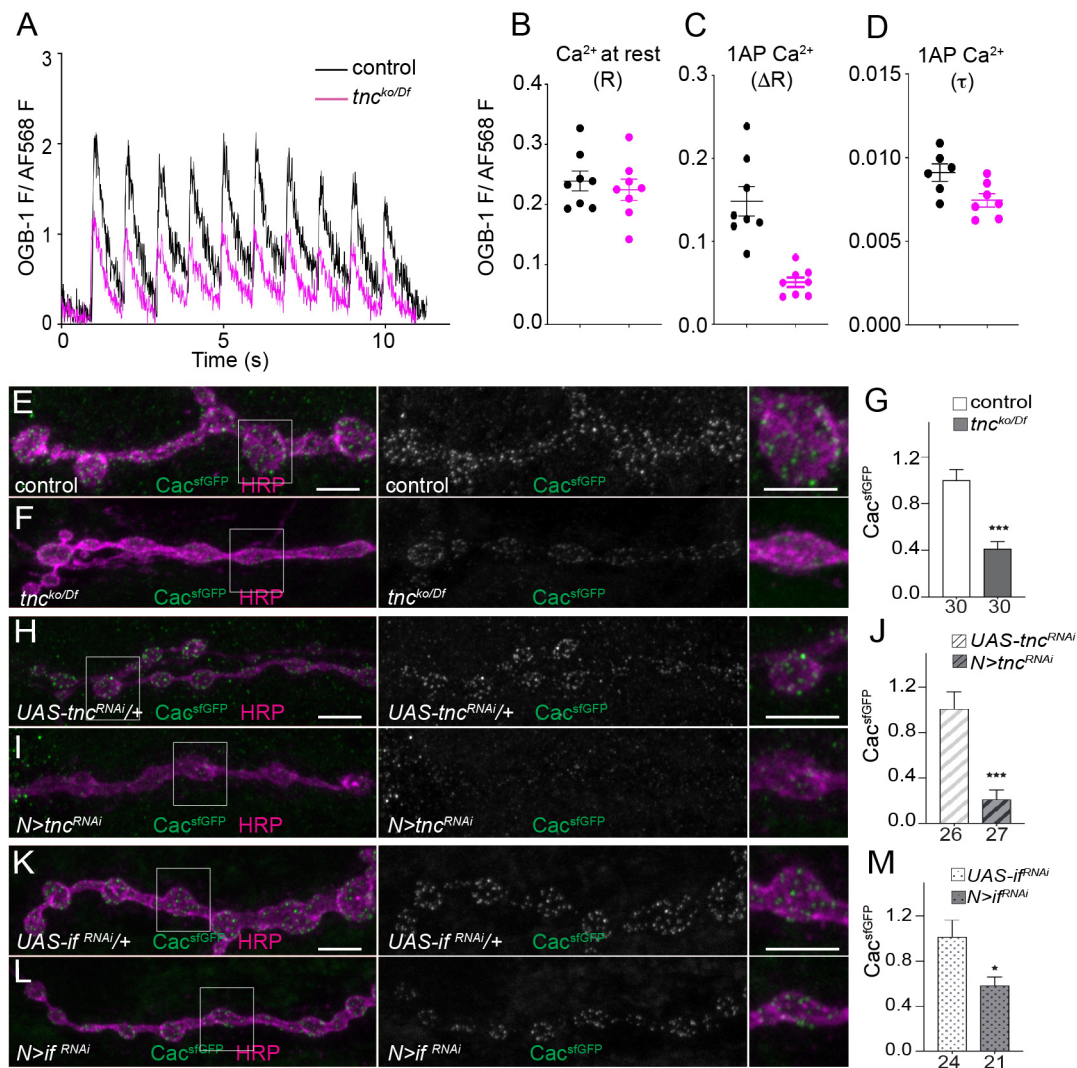 A
3
2
1
0
OGB-1 F/ AF568 F
0
5
10
Time (s)
control
tnc^ko/Df
B
Ca²⁺ at rest
(R)
OGB-1 F/ AF568 F
0.4
0.3
0.2
0.1
0.0
C
1AP Ca²⁺
(ΔR)
0.3
0.2
0.1
0.0
D
1AP Ca²⁺
(τ)
0.015
0.010
0.005
0.000
E
control
Cac^sfGFP HRP
control
Cac^sfGFP
F
tnc^ko/Df
Cac^sfGFP HRP
tnc^ko/Df
Cac^sfGFP
G
control
tnc^ko/Df
Cac^sfGFP
1.2
0.8
0.4
0.0
***
30 30
H
UAS-tnc^RNAi/+
Cac^sfGFP HRP
UAS-tnc^RNAi/+
Cac^sfGFP
I
N>tnc^RNAi
Cac^sfGFP HRP
N>tnc^RNAi
Cac^sfGFP
J
UAS-tnc^RNAi
N>tnc^RNAi
Cac^sfGFP
1.2
0.8
0.4
0.0
***
26 27
K
UAS-if^RNAi/+
Cac^sfGFP HRP
UAS-if^RNAi/+
Cac^sfGFP
L
N>if^RNAi
Cac^sfGFP HRP
N>if^RNAi
Cac^sfGFP
M
UAS-if^RNAi
N>if^RNAi
Cac^sfGFP
1.2
0.8
0.4
0.0
*
24 21